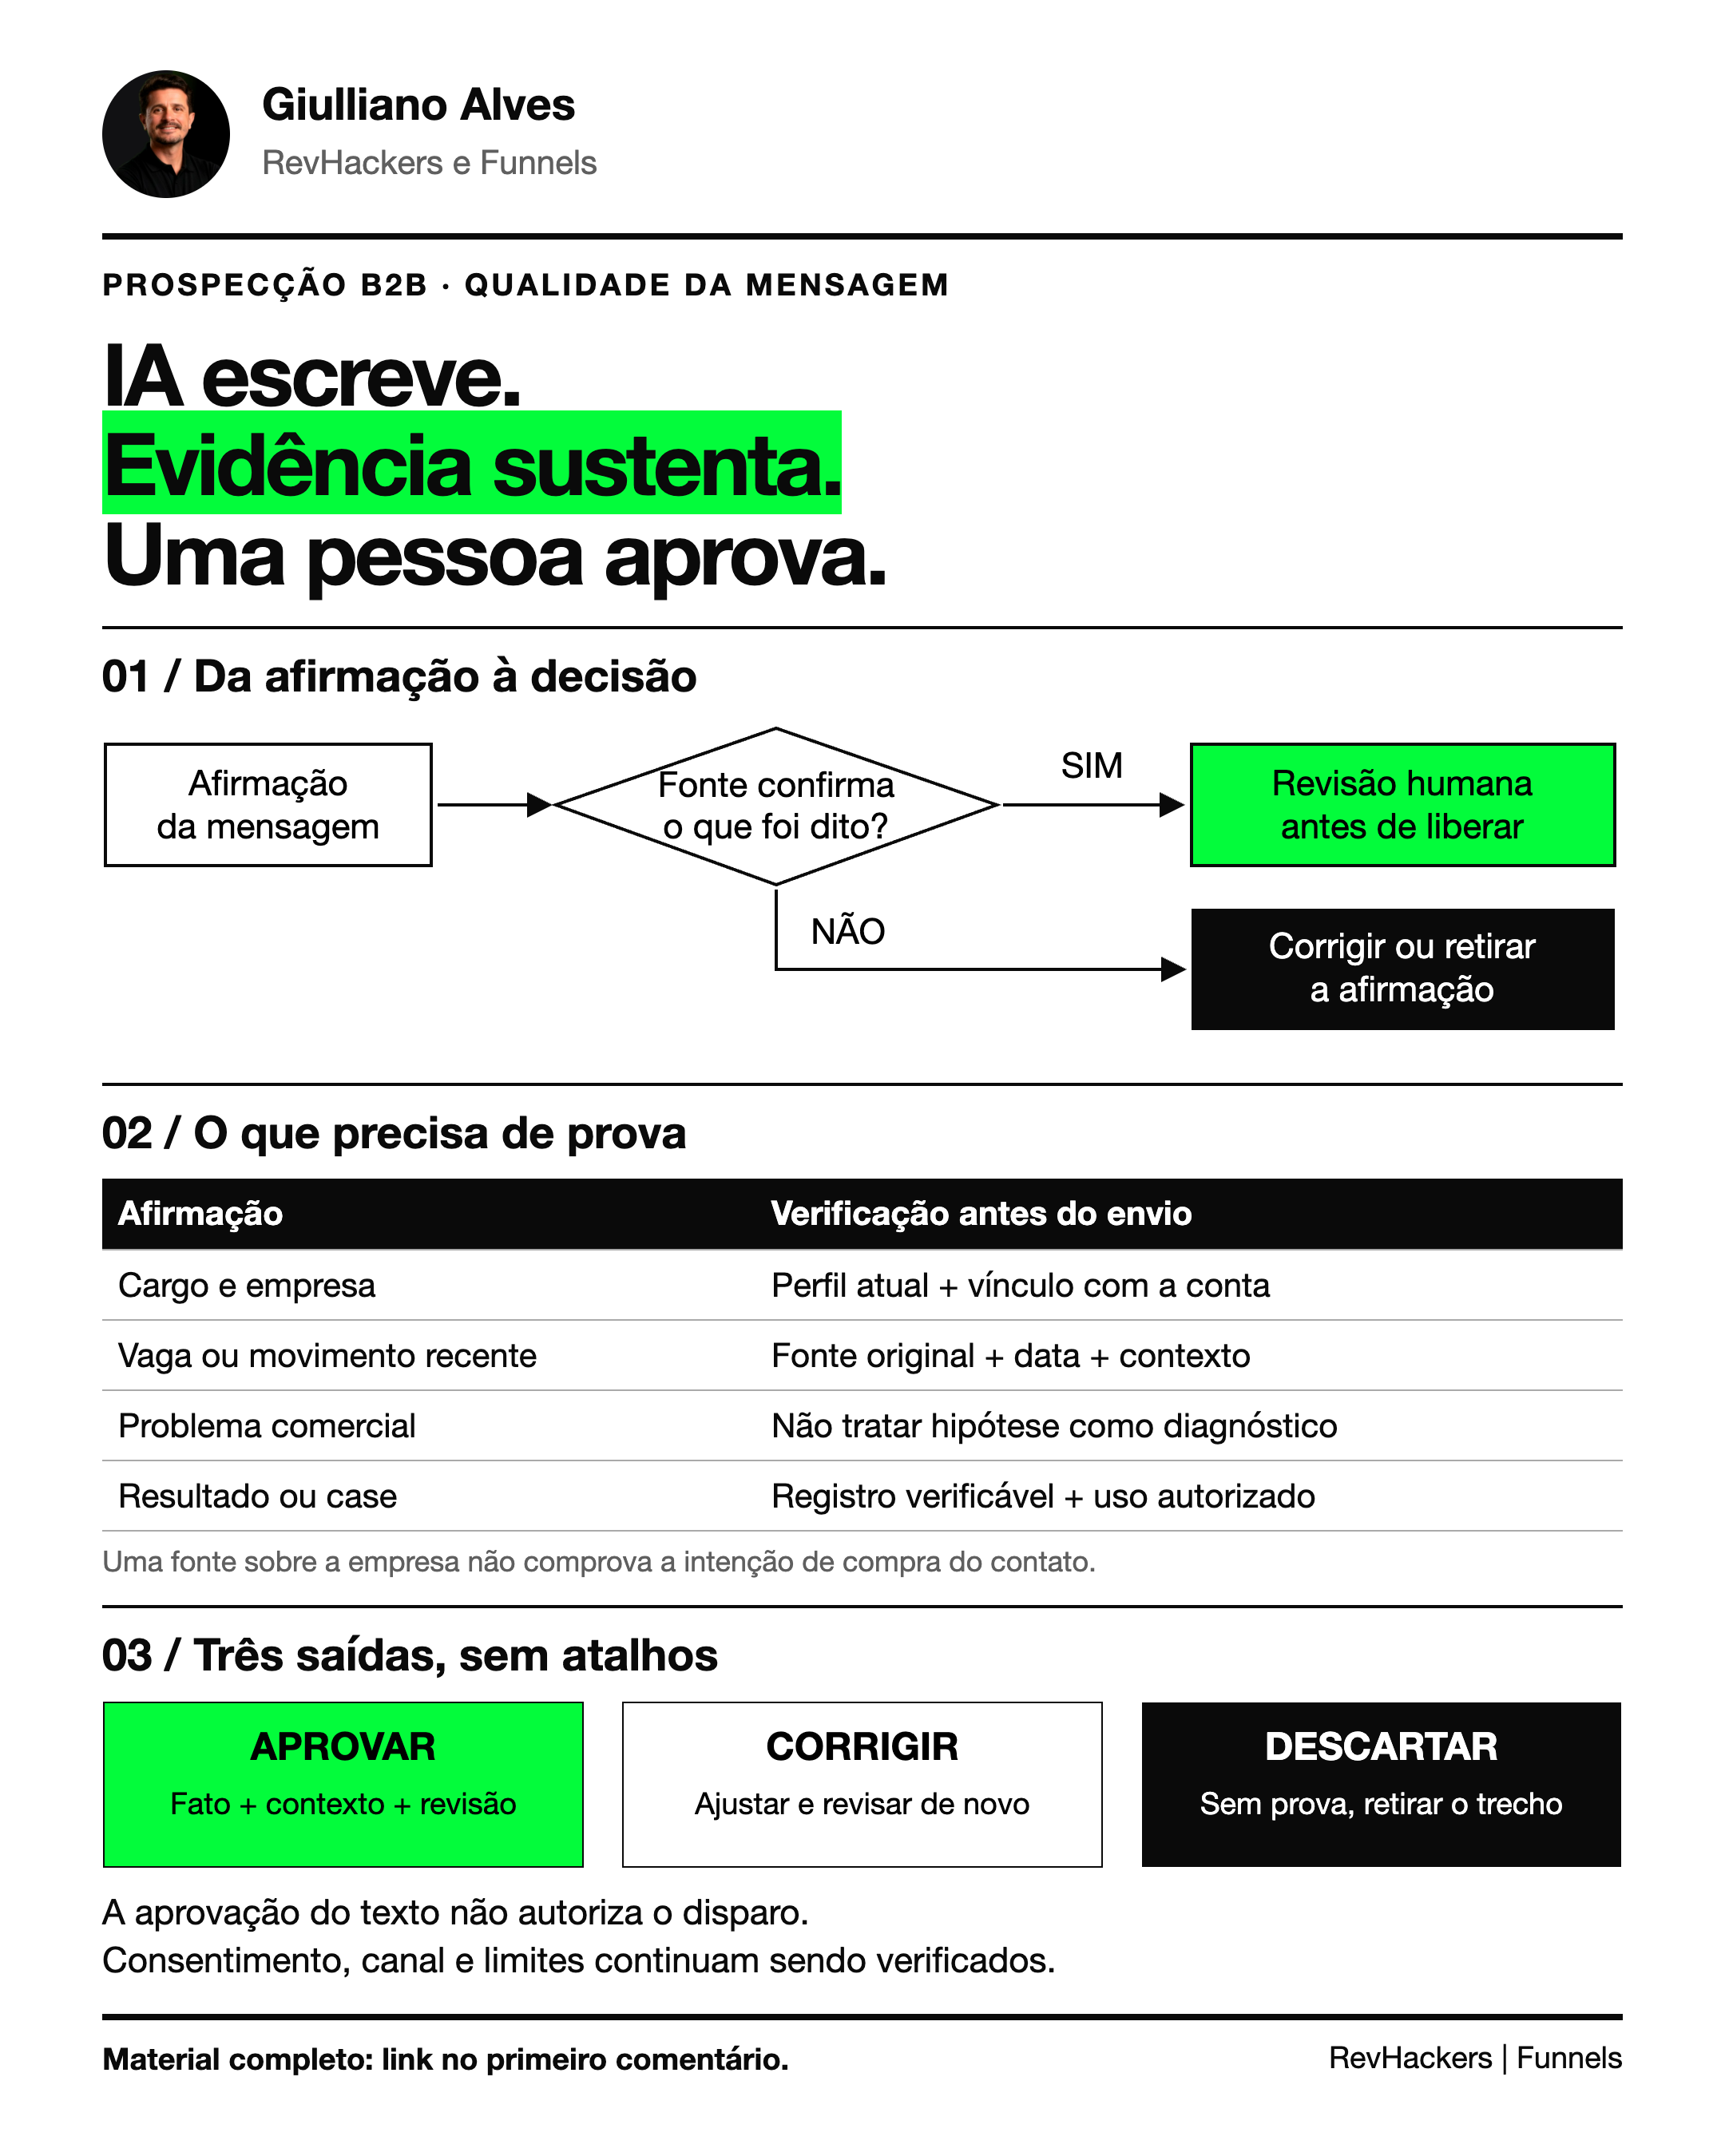 Giulliano Alves
RevHackers e Funnels
PROSPECÇÃO B2B · QUALIDADE DA MENSAGEM
IA escreve.
Evidência sustenta.
Uma pessoa aprova.
01 / Da afirmação à decisão
Afirmação
da mensagem
Fonte confirma
o que foi dito?
SIM
Revisão humana
antes de liberar
NÃO
Corrigir ou retirar
a afirmação
02 / O que precisa de prova
Afirmação
Verificação antes do envio
Cargo e empresa
Perfil atual + vínculo com a conta
Vaga ou movimento recente
Fonte original + data + contexto
Problema comercial
Não tratar hipótese como diagnóstico
Resultado ou case
Registro verificável + uso autorizado
Uma fonte sobre a empresa não comprova a intenção de compra do contato.
03 / Três saídas, sem atalhos
APROVAR
Fato + contexto + revisão
CORRIGIR
Ajustar e revisar de novo
DESCARTAR
Sem prova, retirar o trecho
A aprovação do texto não autoriza o disparo.
Consentimento, canal e limites continuam sendo verificados.
Material completo: link no primeiro comentário.
RevHackers | Funnels